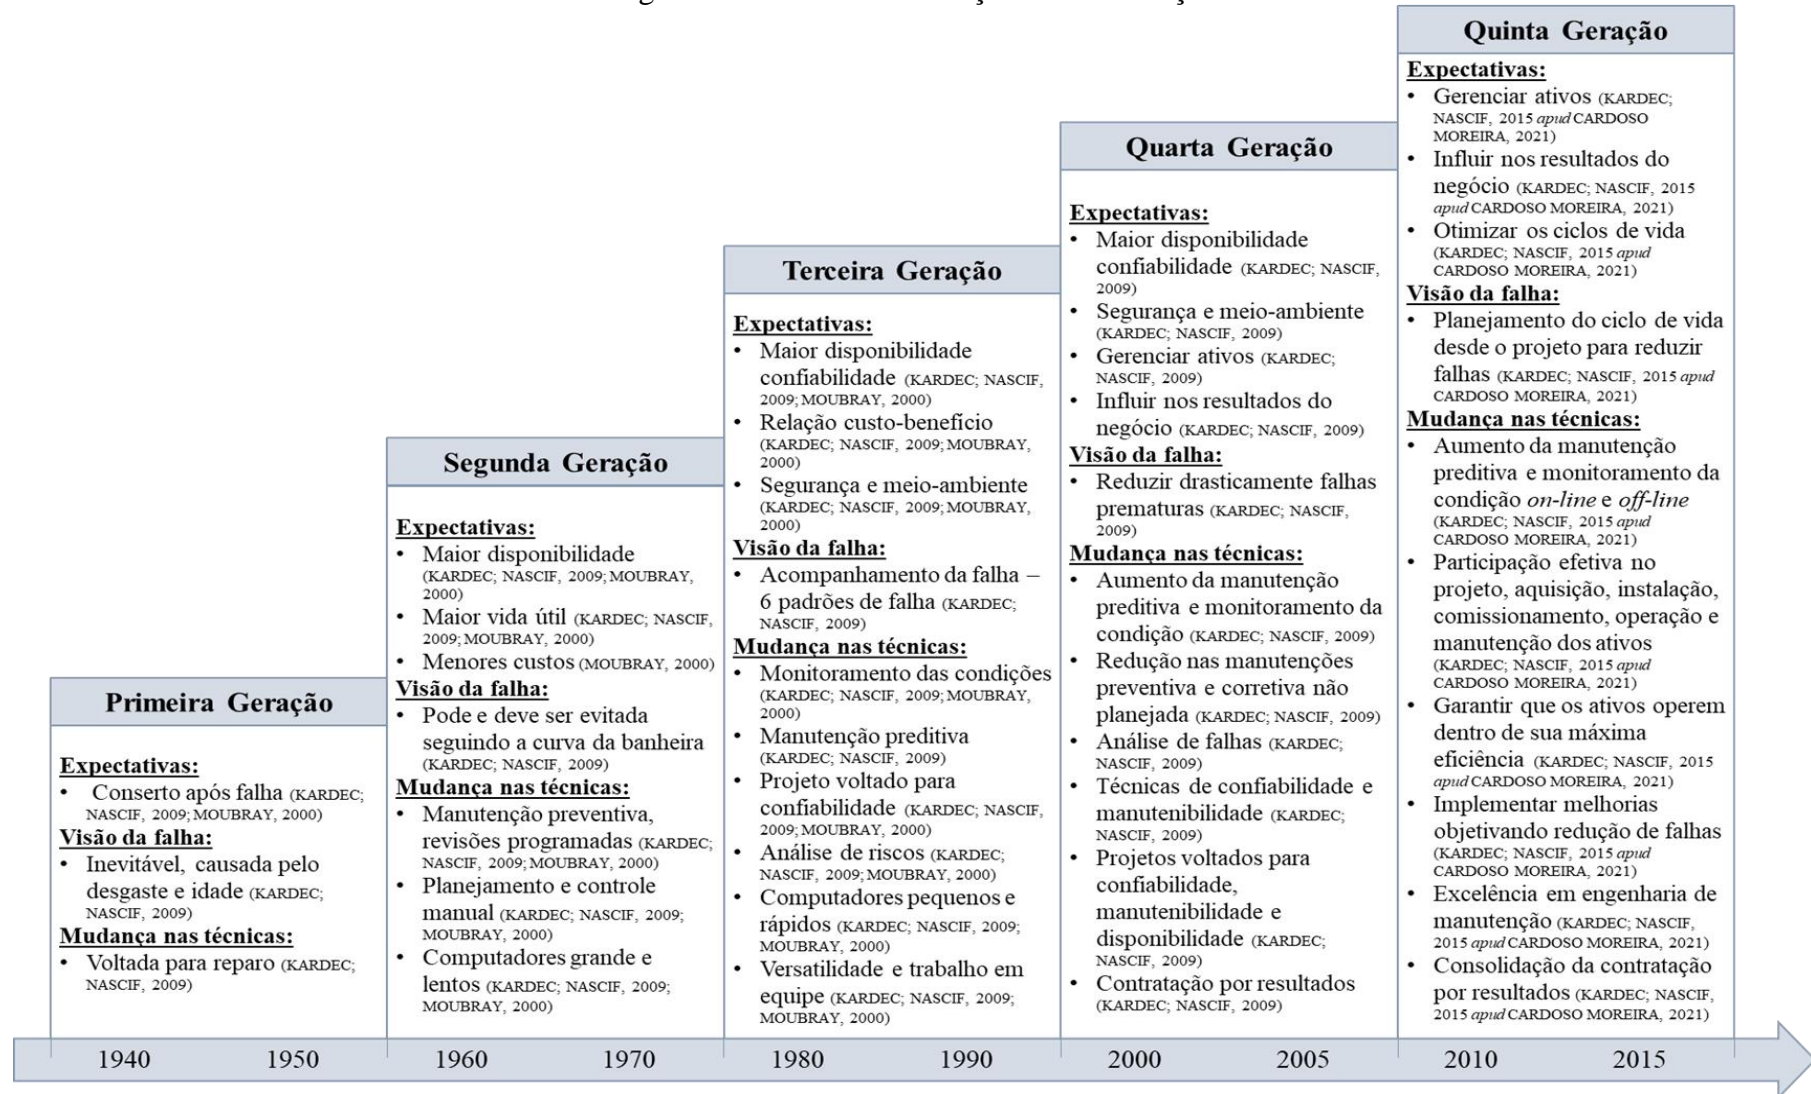 Primeira Geração
Expectativas:
• Conserto após falha (KARDEC;
NASCIF, 2009; MOUBRAY, 2000)
Visão da falha:
• Inevitável, causada pelo
desgaste e idade (KARDEC;
NASCIF, 2009)
Mudança nas técnicas:
• Voltada para reparo (KARDEC;
NASCIF, 2009)
Segunda Geração
Expectativas:
• Maior disponibilidade
(KARDEC; NASCIF, 2009; MOUBRAY,
2000)
• Maior vida útil (KARDEC; NASCIF,
2009; MOUBRAY, 2000)
• Menores custos (MOUBRAY, 2000)
Visão da falha:
• Pode e deve ser evitada
seguindo a curva da banheira
(KARDEC; NASCIF, 2009)
Mudança nas técnicas:
• Manutenção preventiva,
revisões programadas (KARDEC;
NASCIF, 2009; MOUBRAY, 2000)
• Planejamento e controle
manual (KARDEC; NASCIF, 2009;
MOUBRAY, 2000)
• Computadores grande e
lentos (KARDEC; NASCIF, 2009;
MOUBRAY, 2000)
Terceira Geração
Expectativas:
• Maior disponibilidade
confiabilidade (KARDEC; NASCIF,
2009; MOUBRAY, 2000)
• Relação custo-benefício
(KARDEC; NASCIF, 2009; MOUBRAY,
2000)
• Segurança e meio-ambiente
(KARDEC; NASCIF, 2009; MOUBRAY,
2000)
Visão da falha:
• Acompanhamento da falha –
6 padrões de falha (KARDEC;
NASCIF, 2009)
Mudança nas técnicas:
• Monitoramento das condições
(KARDEC; NASCIF, 2009; MOUBRAY,
2000)
• Manutenção preditiva
(KARDEC; NASCIF, 2009)
• Projeto voltado para
confiabilidade (KARDEC; NASCIF,
2009; MOUBRAY, 2000)
• Análise de riscos (KARDEC;
NASCIF, 2009; MOUBRAY, 2000)
• Computadores pequenos e
rápidos (KARDEC; NASCIF, 2009;
MOUBRAY, 2000)
• Versatilidade e trabalho em
equipe (KARDEC; NASCIF, 2009;
MOUBRAY, 2000)
Quarta Geração
Expectativas:
• Maior disponibilidade
confiabilidade (KARDEC; NASCIF,
2009)
• Segurança e meio-ambiente
(KARDEC; NASCIF, 2009)
• Gerenciar ativos (KARDEC;
NASCIF, 2009)
• Influir nos resultados do
negócio (KARDEC; NASCIF, 2009)
Visão da falha:
• Reduzir drasticamente falhas
prematuras (KARDEC; NASCIF,
2009)
Mudança nas técnicas:
• Aumento da manutenção
preditiva e monitoramento da
condição (KARDEC; NASCIF, 2009)
• Redução nas manutenções
preventiva e corretiva não
planejada (KARDEC; NASCIF, 2009)
• Análise de falhas (KARDEC;
NASCIF, 2009)
• Técnicas de confiabilidade e
manutenibilidade (KARDEC;
NASCIF, 2009)
• Projetos voltados para
confiabilidade,
manutenibilidade e
disponibilidade (KARDEC;
NASCIF, 2009)
• Contratação por resultados
(KARDEC; NASCIF, 2009)
Quinta Geração
Expectativas:
• Gerenciar ativos (KARDEC;
NASCIF, 2015 apud CARDOSO
MOREIRA, 2021)
• Influir nos resultados do
negócio (KARDEC; NASCIF, 2015
apud CARDOSO MOREIRA, 2021)
• Otimizar os ciclos de vida
(KARDEC; NASCIF, 2015 apud
CARDOSO MOREIRA, 2021)
Visão da falha:
• Planejamento do ciclo de vida
desde o projeto para reduzir
falhas (KARDEC; NASCIF, 2015 apud
CARDOSO MOREIRA, 2021)
Mudança nas técnicas:
• Aumento da manutenção
preditiva e monitoramento da
condição on-line e off-line
(KARDEC; NASCIF, 2015 apud
CARDOSO MOREIRA, 2021)
• Participação efetiva no
projeto, aquisição, instalação,
comissionamento, operação e
manutenção dos ativos
(KARDEC; NASCIF, 2015 apud
CARDOSO MOREIRA, 2021)
• Garantir que os ativos operem
dentro de sua máxima
eficiência (KARDEC; NASCIF, 2015
apud CARDOSO MOREIRA, 2021)
• Implementar melhorias
objetivando redução de falhas
(KARDEC; NASCIF, 2015 apud
CARDOSO MOREIRA, 2021)
• Excelência em engenharia de
manutenção (KARDEC; NASCIF,
2015 apud CARDOSO MOREIRA, 2021)
• Consolidação da contratação
por resultados (KARDEC; NASCIF,
2015 apud CARDOSO MOREIRA, 2021)
1940 1950 1960 1970 1980 1990 2000 2005 2010 2015